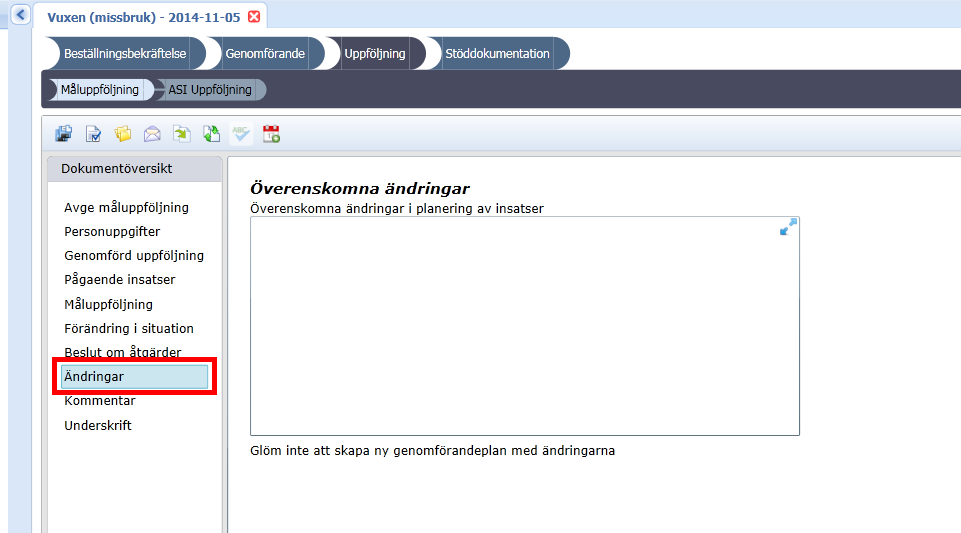 Vuxen (missbruk) - 2014-11-05
Beställningsbekräftelse Genomförande Uppföljning Stöddokumentation
Måluppföljning ASI Uppföljning
ABC
Dokumentöversikt
Avge måluppföljning
Personuppgifter
Genomförd uppföljning
Pågaende insatser
Måluppföljning
Förändring i situation
Beslut om åtgärder
Ändringar
Kommentar
Underskrift
Överenskomna ändringar
Överenskomna ändringar i planering av insatser
Glöm inte att skapa ny genomförandeplan med ändringarna